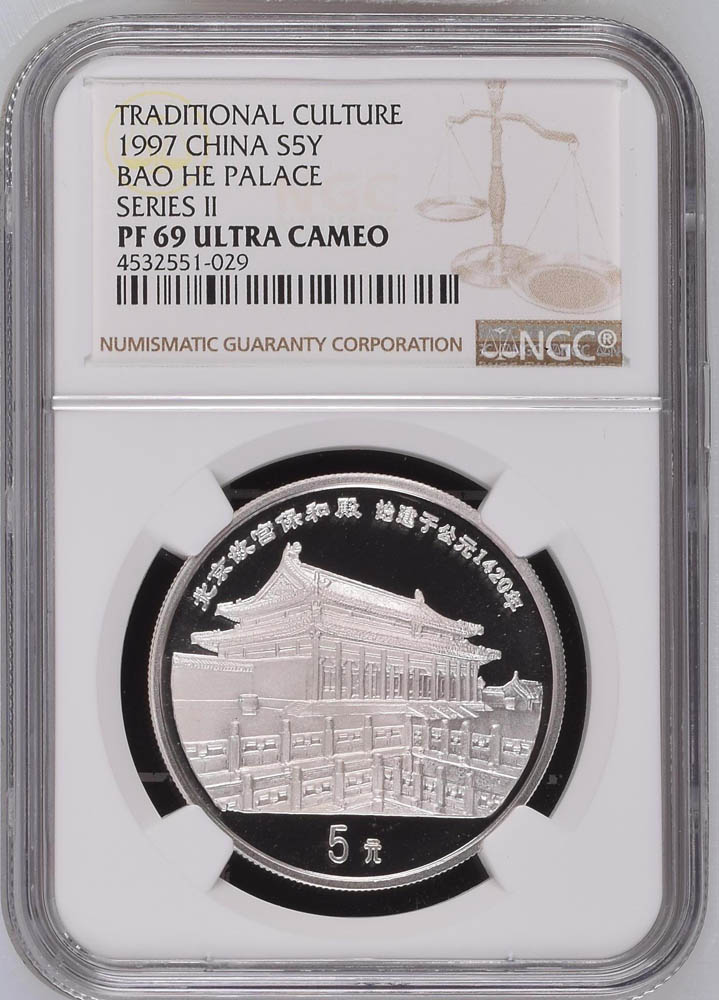 TRADITIONAL CULTURE
1997 CHINA S5Y
BAO HE PALACE
SERIES II
PF 69 ULTRA CAMEO
4532551-029
NUMISMATIC GUARANTY CORPORATION
NGC®
NGC
北京故宫保和殿 始建于公元1420年
5元